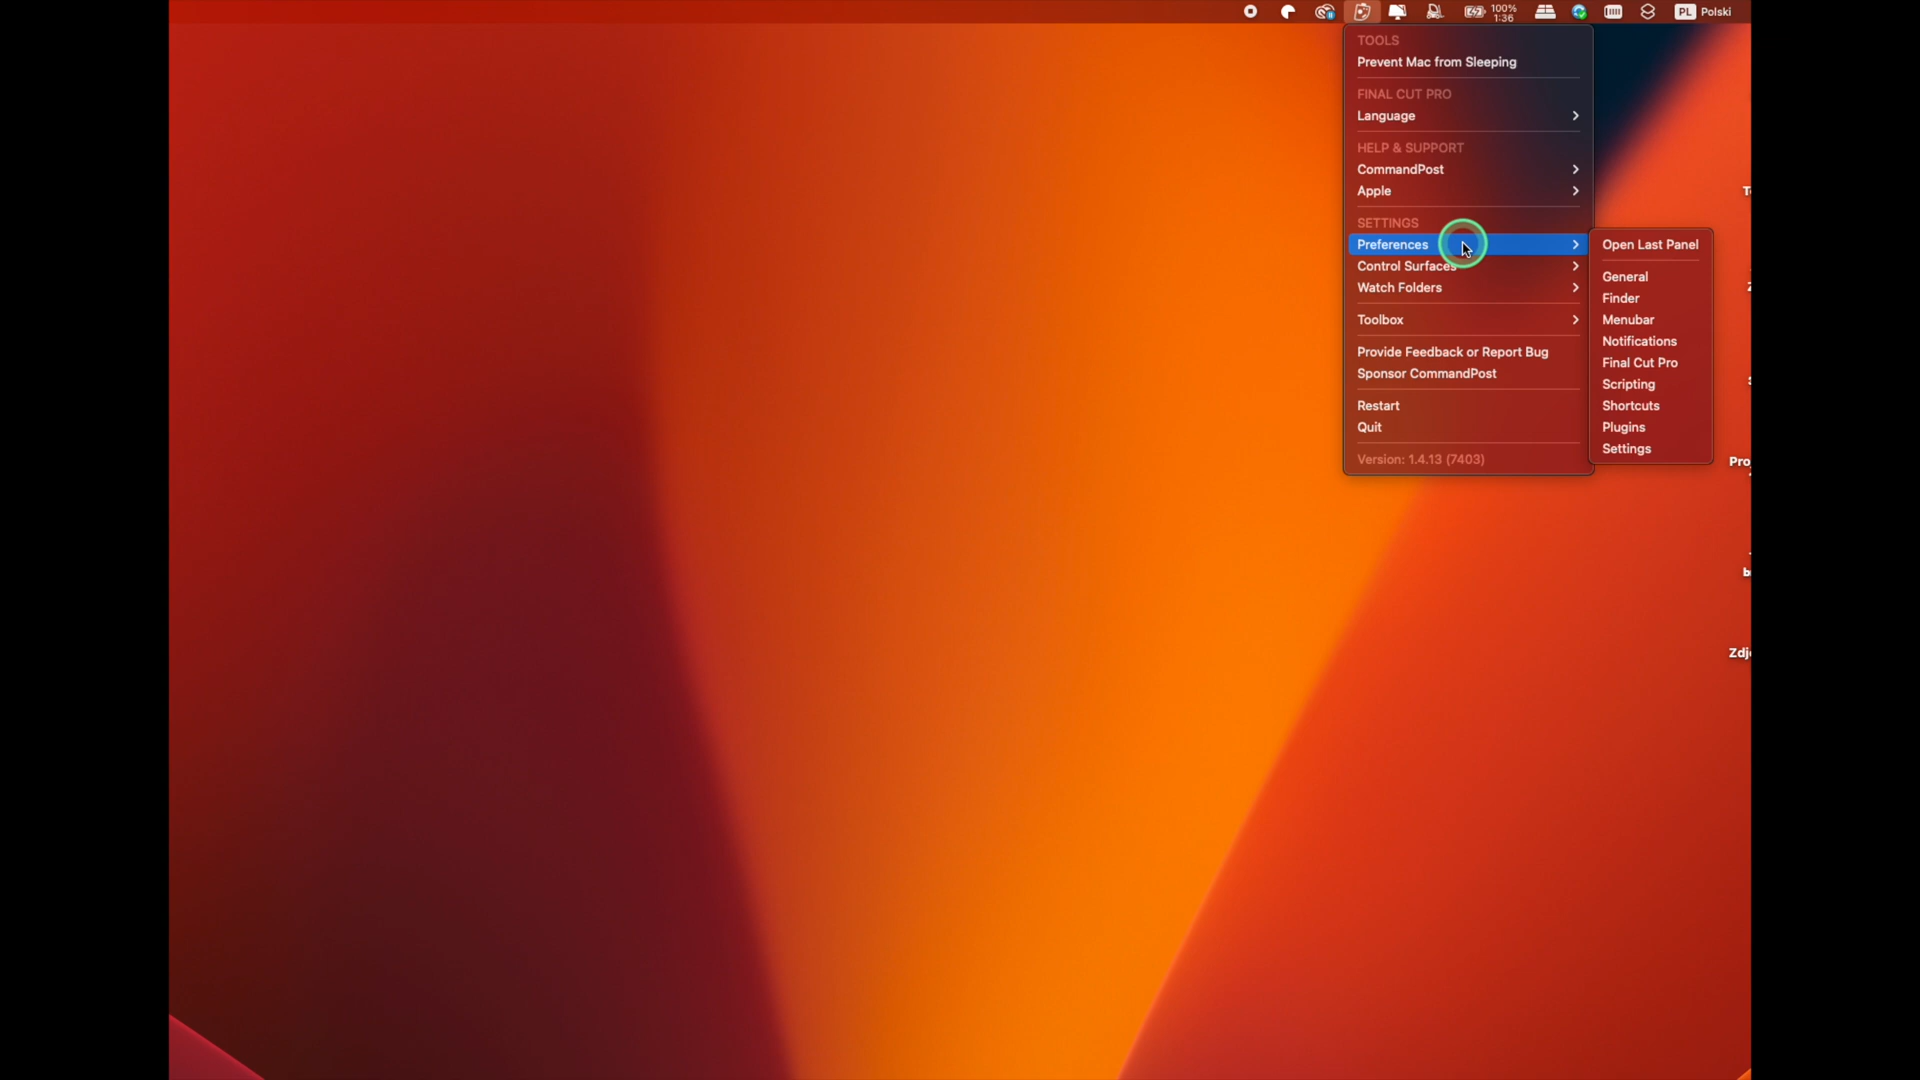 100%
1:36
PL Polski
TOOLS
Prevent Mac from Sleeping
FINAL CUT PRO
Language
HELP & SUPPORT
CommandPost
Apple
SETTINGS
Preferences
Control Surfaces
Watch Folders
Toolbox
Provide Feedback or Report Bug
Sponsor CommandPost
Restart
Quit
Version: 1.4.13 (7403)
Open Last Panel
General
Finder
Menubar
Notifications
Final Cut Pro
Scripting
Shortcuts
Plugins
Settings
Pro